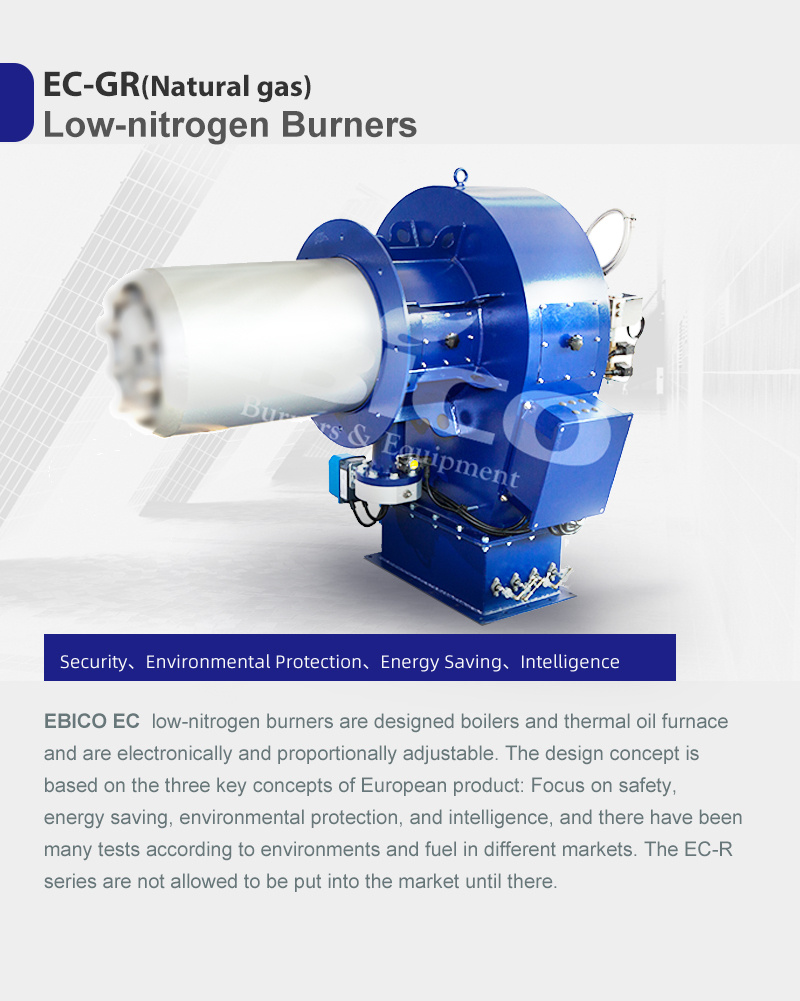 EC-GR(Natural gas)
Low-nitrogen Burners
Burners & Equipment
Security、Environmental Protection、Energy Saving、Intelligence
EBICO EC low-nitrogen burners are designed boilers and thermal oil furnace
and are electronically and proportionally adjustable. The design concept is
based on the three key concepts of European product: Focus on safety,
energy saving, environmental protection, and intelligence, and there have been
many tests according to environments and fuel in different markets. The EC-R
series are not allowed to be put into the market until there.